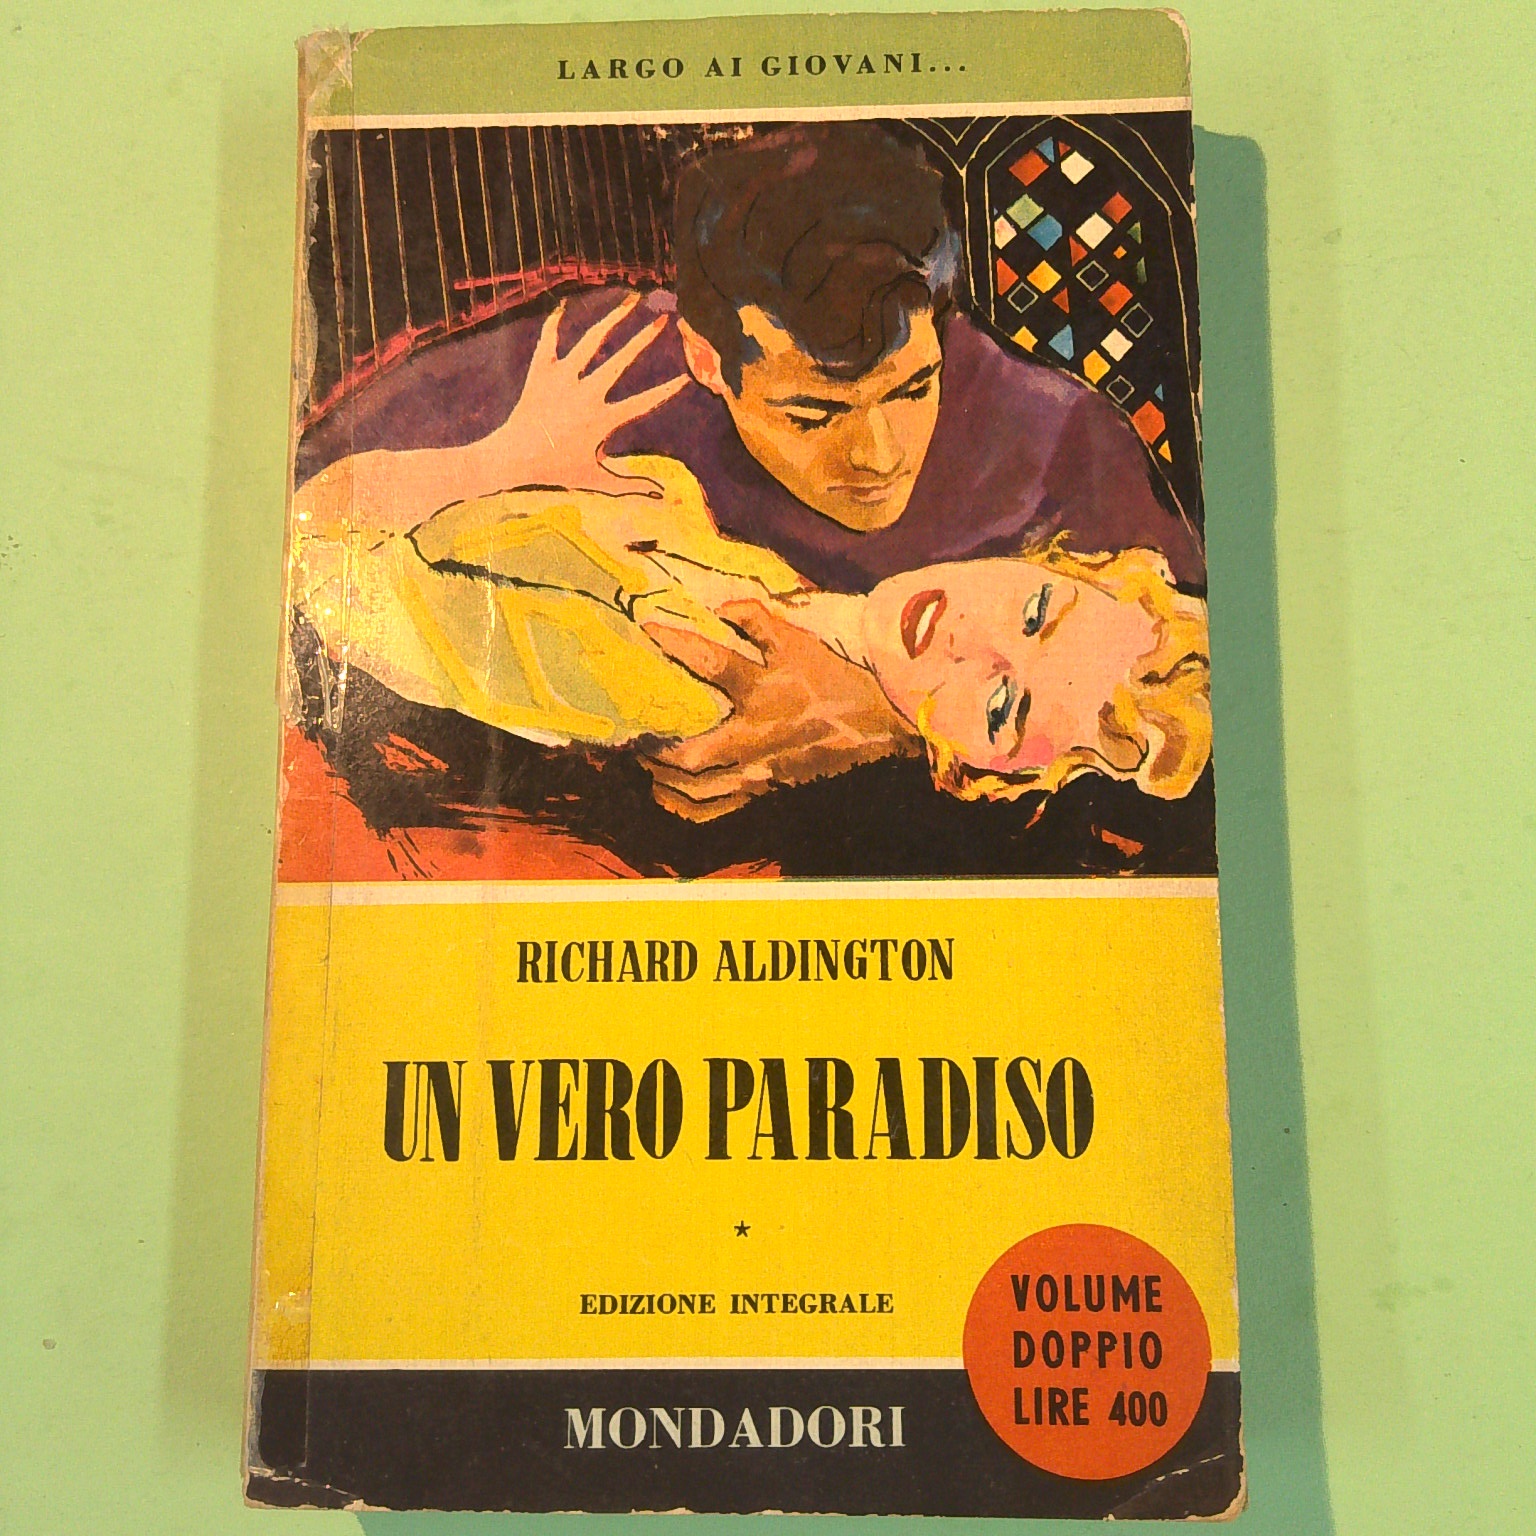 LARGO AI GIOVANI...
RICHARD ALDINGTON
UN VERO PARADISO
★
EDIZIONE INTEGRALE
VOLUME
DOPPIO
LIRE 400
MONDADORI